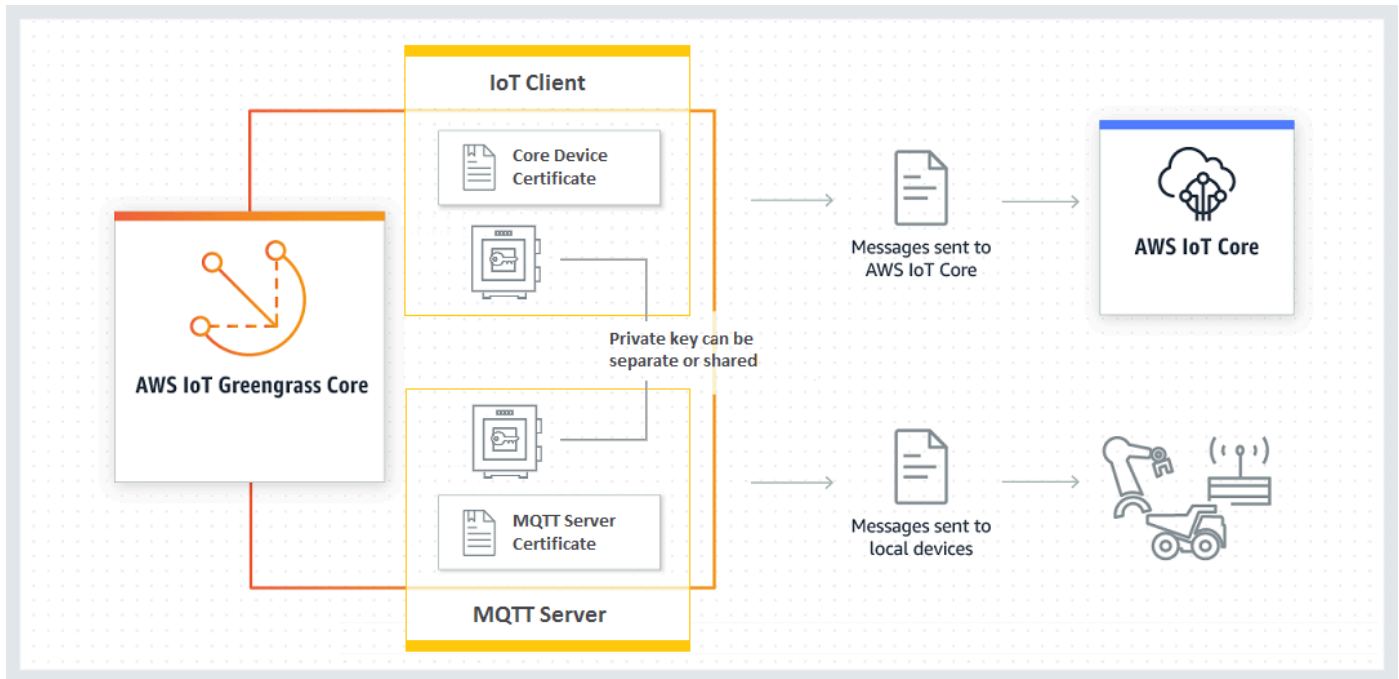 IoT Client
Core Device
Certificate
AWS IoT Greengrass Core
Private key can be
separate or shared
MQTT Server
Certificate
MQTT Server
Messages sent to
AWS IoT Core
AWS IoT Core
Messages sent to
local devices